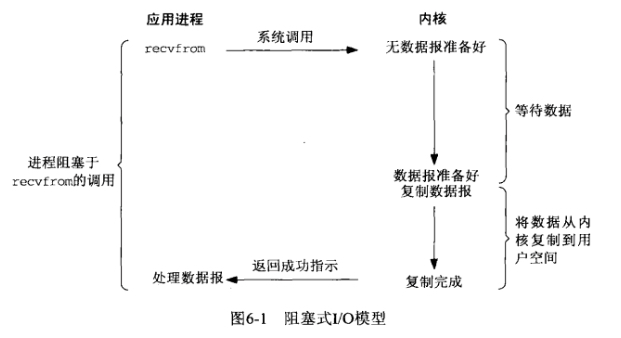 应用进程
内核
recvfrom
系统调用
无数据报准备好
等待数据
进程阻塞于
recvfrom的调用
数据报准备好
复制数据报
将数据从内
核复制到用
户空间
处理数据报
返回成功指示
复制完成
图6-1 阻塞式I/O模型